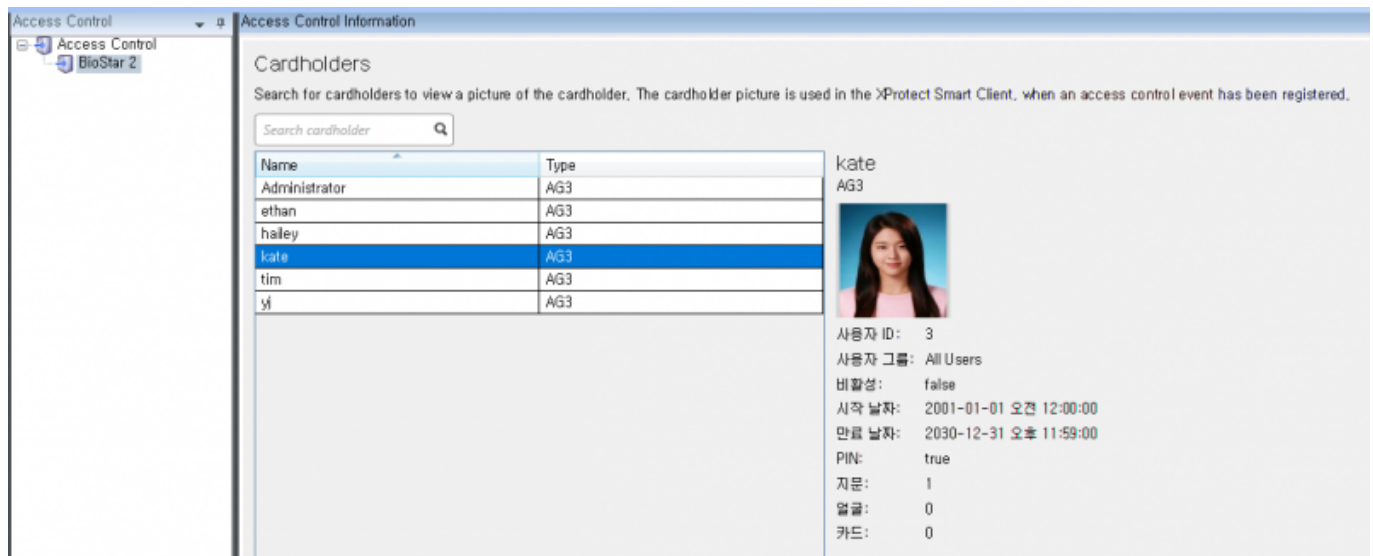 Access Control
Access Control Information
Access Control
BioStar 2
Cardholders
Search for cardholders to view a picture of the cardholder. The cardholder picture is used in the XProtect Smart Client, when an access control event has been registered.
Search cardholder
Name Type
Administrator AG3
ethan AG3
hailey AG3
kate AG3
tim AG3
yj AG3
kate
AG3
사용자 ID: 3
사용자 그룹: All Users
비활성: false
시작 날짜: 2001-01-01 오전 12:00:00
만료 날짜: 2030-12-31 오후 11:59:00
PIN: true
지문: 1
얼굴: 0
카드: 0